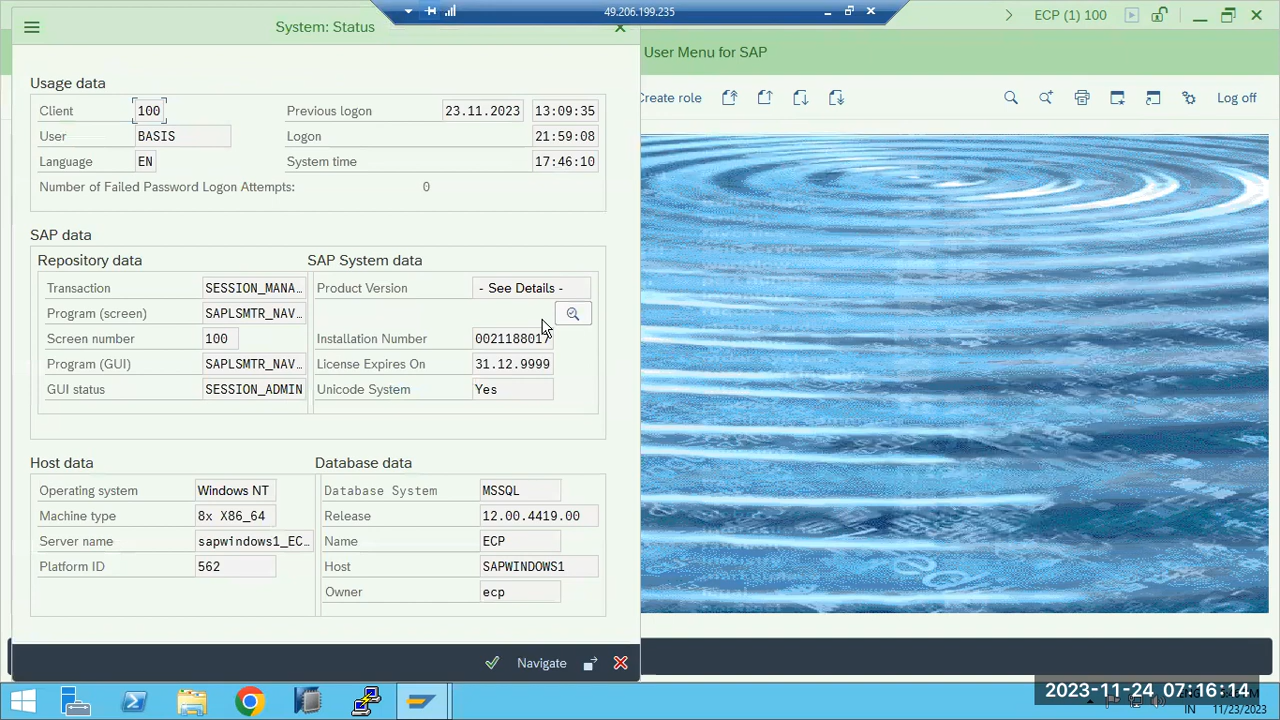 49.206.199.235
System: Status
ECP (1) 100
User Menu for SAP
Create role
Log off
Usage data
Client 100 Previous logon 23.11.2023 13:09:35
User BASIS Logon 21:59:08
Language EN System time 17:46:10
Number of Failed Password Logon Attempts: 0
SAP data
Repository data SAP System data
Transaction SESSION_MANA.. Product Version - See Details -
Program (screen) SAPLSMTR_NAV..
Screen number 100 Installation Number 0021188017
Program (GUI) SAPLSMTR_NAV.. License Expires On 31.12.9999
GUI status SESSION_ADMIN Unicode System Yes
Host data Database data
Operating system Windows NT Database System MSSQL
Machine type 8x X86_64 Release 12.00.4419.00
Server name sapwindows1_EC.. Name ECP
Platform ID 562 Host SAPWINDOWS1
Owner ecp
Navigate
2023-11-24 07:16:14
IN 11/23/2023